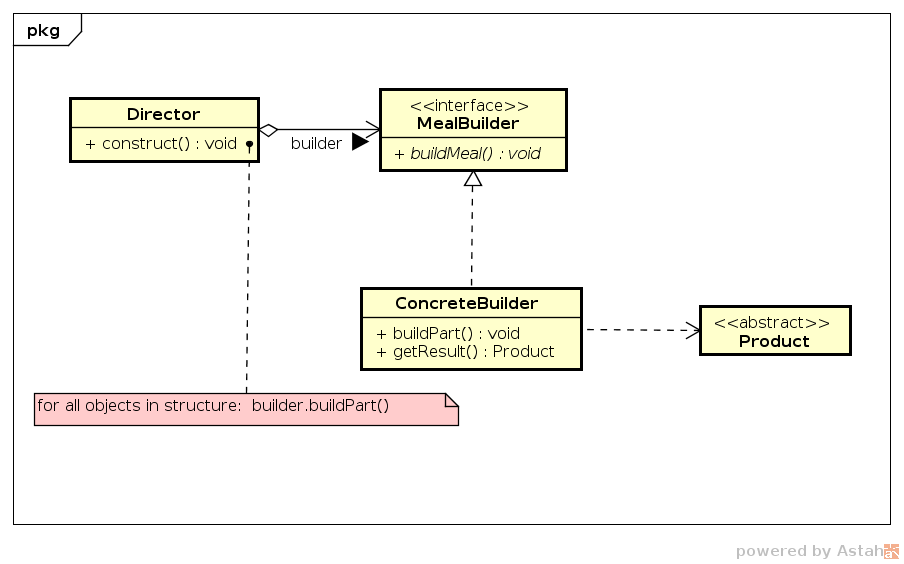 pkg
Director
+ construct() : void
<<interface>>
MealBuilder
+ buildMeal() : void
builder
ConcreteBuilder
+ buildPart() : void
+ getResult() : Product
<<abstract>>
Product
for all objects in structure:  builder.buildPart()
powered by Astah